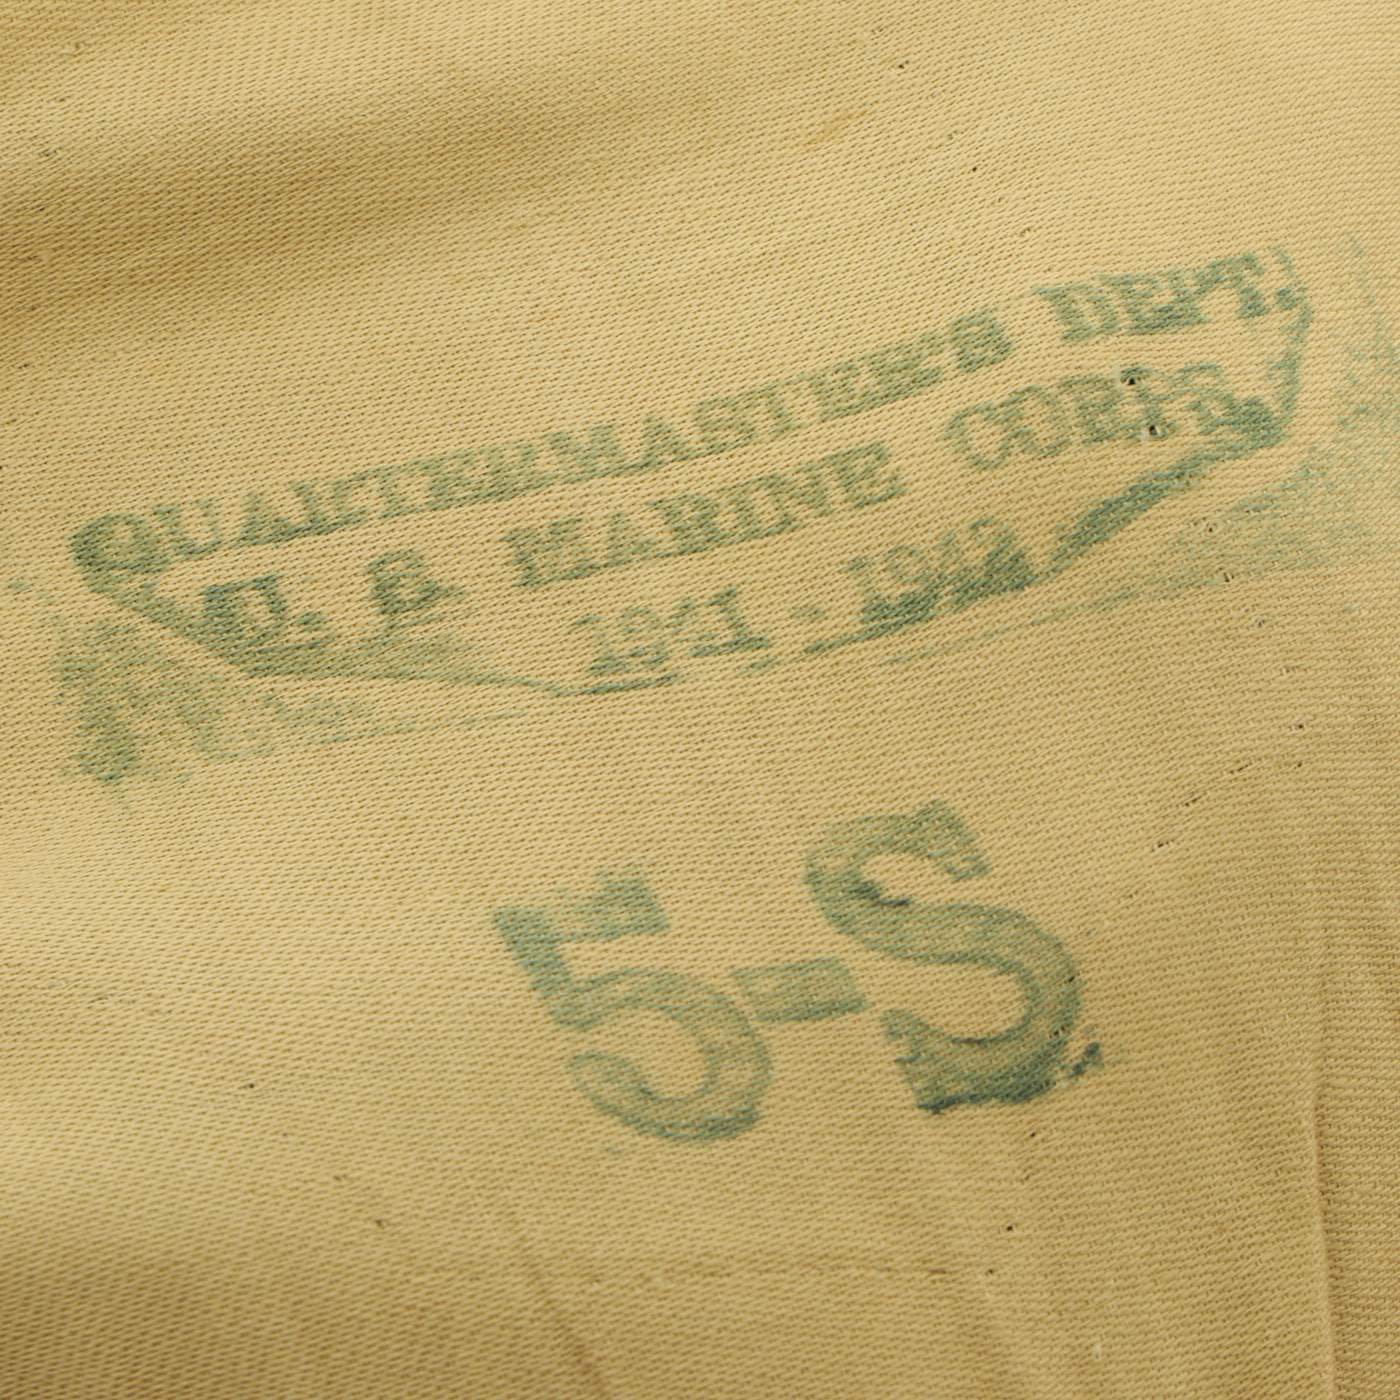 QUARTERMASTER'S DEPT.
U. S. MARINE CORPS
1941-1942
5-S